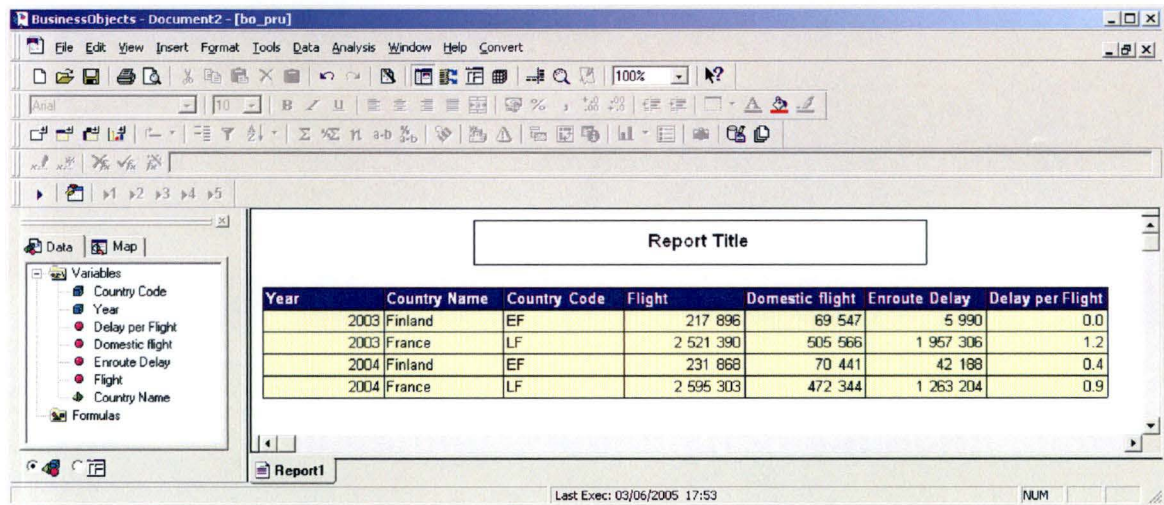 BusinessObjects - Document2 - [bo_pru]
File Edit View Insert Format Tools Data Analysis Window Help Convert
100%
Arial 10 B I U % ,
1 2 3 4 5
Data Map
Variables
Country Code
Year
Delay per Flight
Domestic flight
Enroute Delay
Flight
Country Name
Formulas
Report Title
Year Country Name Country Code Flight Domestic flight Enroute Delay Delay per Flight
2003 Finland EF 217 896 69 547 5 990 0.0
2003 France LF 2 521 390 505 566 1 957 306 1.2
2004 Finland EF 231 868 70 441 42 188 0.4
2004 France LF 2 595 303 472 344 1 263 204 0.9
Report1
Last Exec: 03/06/2005 17:53 NUM